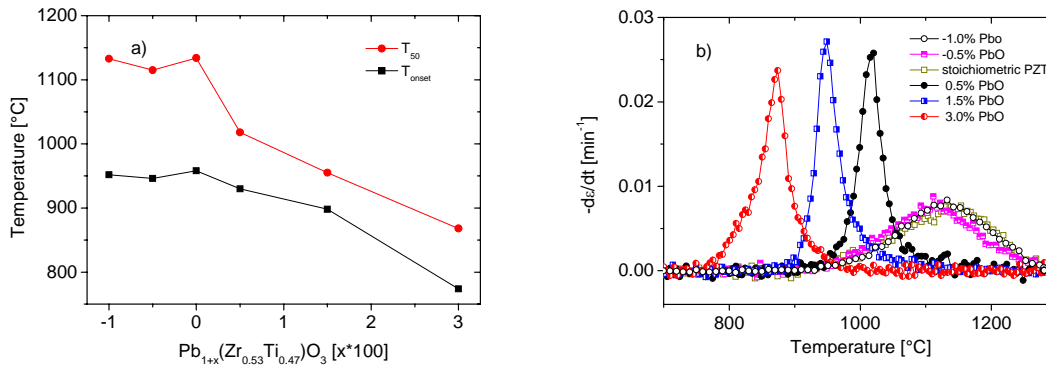 a)
T50
Tonset
1200
1100
1000
900
800
Temperature [°C]
-1 0 1 2 3
Pb1+x(Zr0.53Ti0.47)O3 [x*100]
b)
-1.0% Pbo
-0.5% PbO
stoichiometric PZT
0.5% PbO
1.5% PbO
3.0% PbO
0.03
0.02
0.01
0.00
-dε/dt [min-1]
800 1000 1200
Temperature [°C]